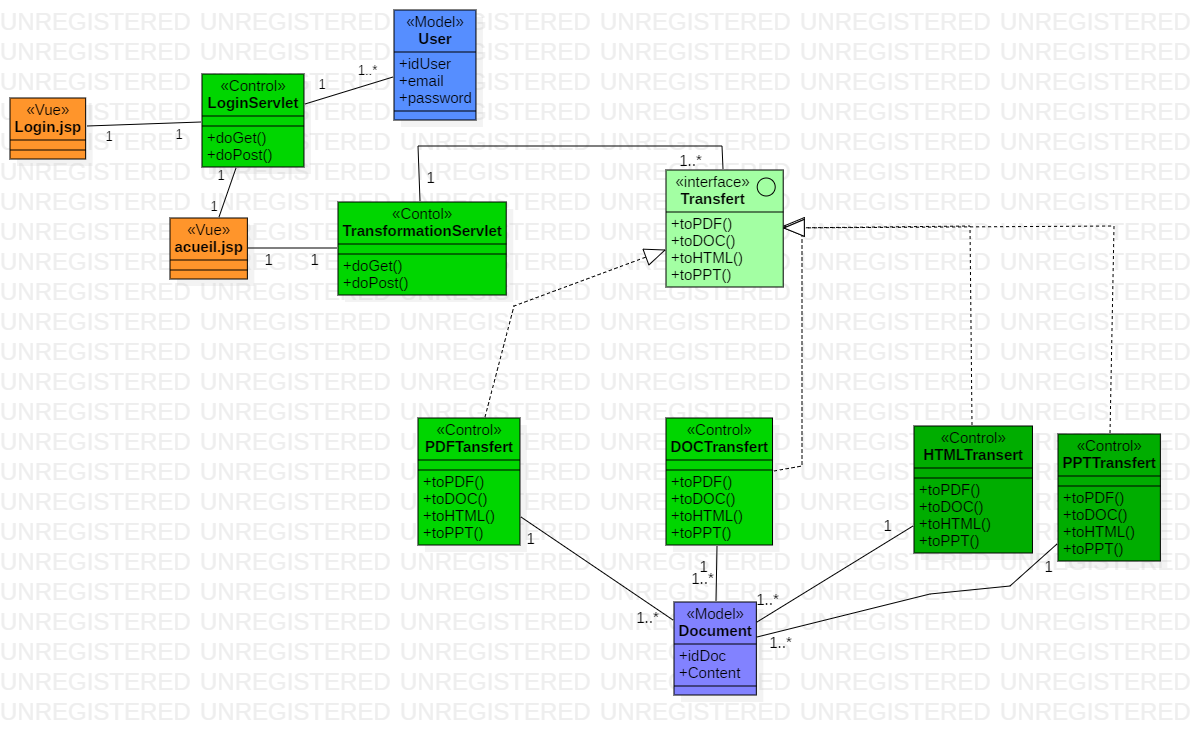 «Model»
User
+idUser
+email
+password
1..*
1
«Control»
LoginServlet
+doGet()
+doPost()
«Vue»
Login.jsp
1
1
1
1
«Vue»
acueil.jsp
1
1
«Contol»
TransformationServlet
+doGet()
+doPost()
1
1..*
«interface»
Transfert
+toPDF()
+toDOC()
+toHTML()
+toPPT()
«Control»
PDFTansfert
+toPDF()
+toDOC()
+toHTML()
+toPPT()
1
1..*
«Control»
DOCTransfert
+toPDF()
+toDOC()
+toHTML()
+toPPT()
1
1..*
«Control»
HTMLTransert
+toPDF()
+toDOC()
+toHTML()
+toPPT()
1
1..*
«Control»
PPTTransfert
+toPDF()
+toDOC()
+toHTML()
+toPPT()
1
1..*
«Model»
Document
+idDoc
+Content
UNREGISTERED